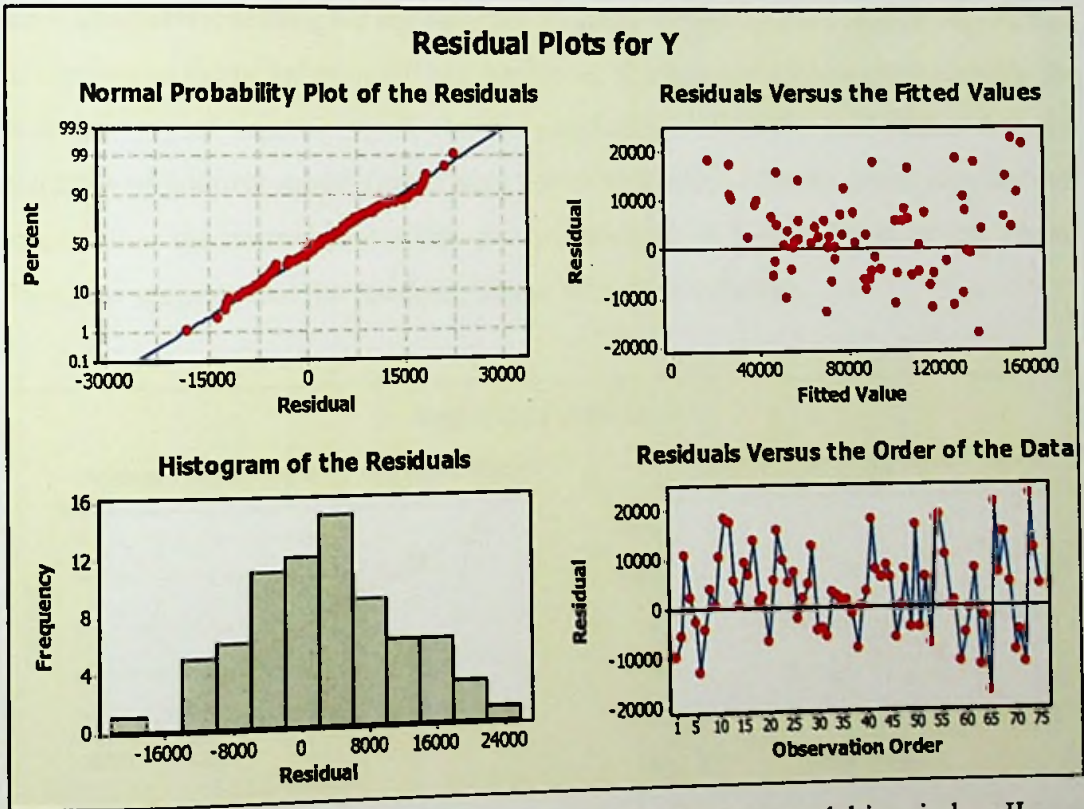 Residual Plots for Y
Normal Probability Plot of the Residuals
99.9
99
90
50
10
1
0.1
Percent
-30000 -15000 0 15000 30000
Residual
Residuals Versus the Fitted Values
20000
10000
0
-10000
-20000
Residual
0 40000 80000 120000 160000
Fitted Value
Histogram of the Residuals
16
12
8
4
0
Frequency
-16000 -8000 0 8000 16000 24000
Residual
Residuals Versus the Order of the Data
20000
10000
0
-10000
-20000
Residual
1 5 10 15 20 25 30 35 40 45 50 55 60 65 70 75
Observation Order